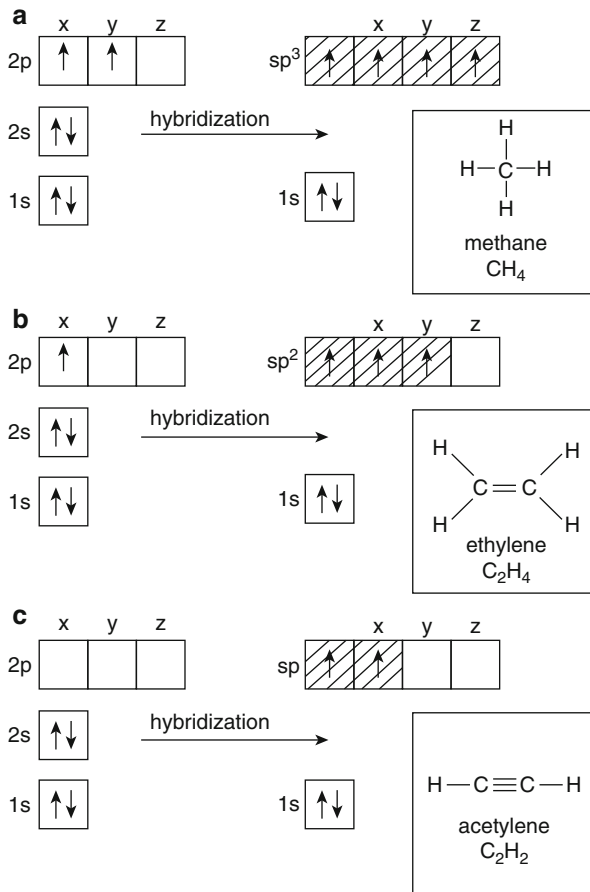 a
x y z
x y z
2p
sp³
2s
hybridization
1s
1s
H
H—C—H
H
methane
CH₄
b
x y z
x y z
2p
sp²
2s
hybridization
1s
1s
H H
C=C
H H
ethylene
C₂H₄
c
x y z
x y z
2p
sp
2s
hybridization
1s
1s
H—C≡C—H
acetylene
C₂H₂